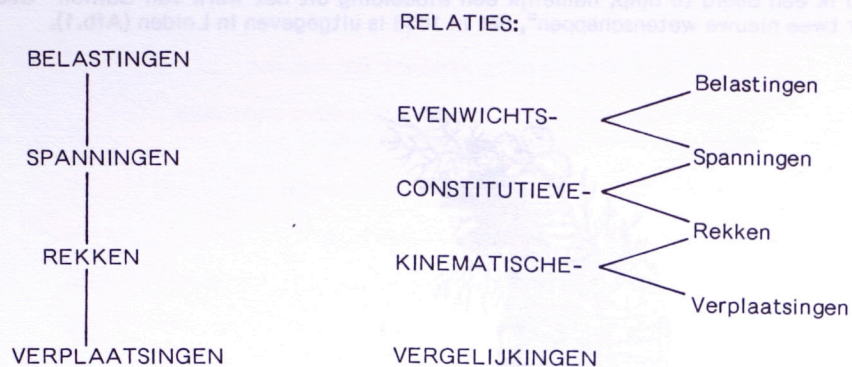 RELATIES:
BELASTINGEN
SPANNINGEN
REKKEN
VERPLAATSINGEN
EVENWICHTS-
CONSTITUTIEVE-
KINEMATISCHE-
VERGELIJKINGEN
Belastingen
Spanningen
Rekken
Verplaatsingen